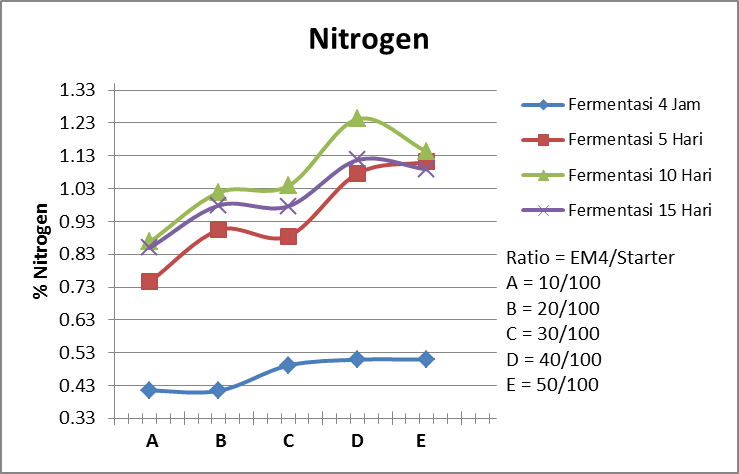 Nitrogen
% Nitrogen
1.33
1.23
1.13
1.03
0.93
0.83
0.73
0.63
0.53
0.43
0.33
A B C D E
Fermentasi 4 Jam
Fermentasi 5 Hari
Fermentasi 10 Hari
Fermentasi 15 Hari
Ratio = EM4/Starter
A = 10/100
B = 20/100
C = 30/100
D = 40/100
E = 50/100